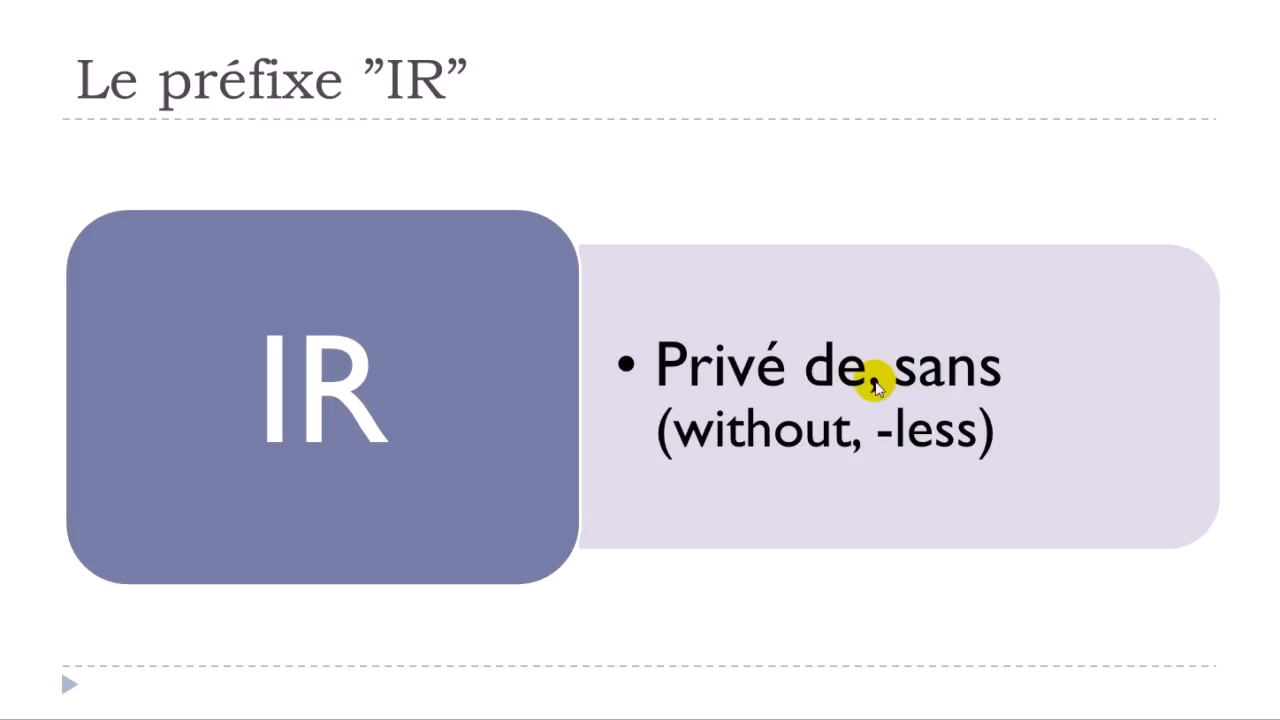 Le préfixe ”IR”
IR
• Privé de, sans
(without, -less)